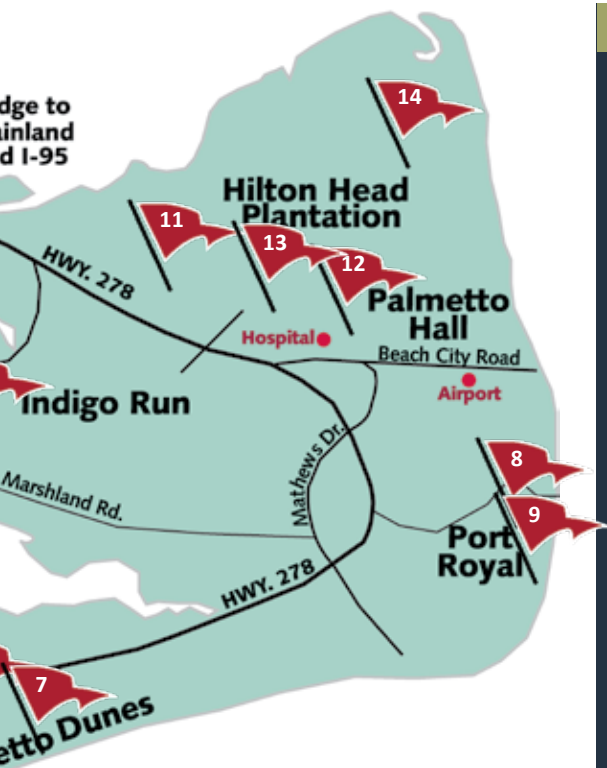 14
dge to
ainland
d I-95
Hilton Head
Plantation
11
13
12
HWY. 278
Palmetto
Hall
Hospital
Beach City Road
Airport
Indigo Run
Mathews Dr.
8
Marshland Rd.
9
Port
Royal
HWY. 278
7
etto Dunes